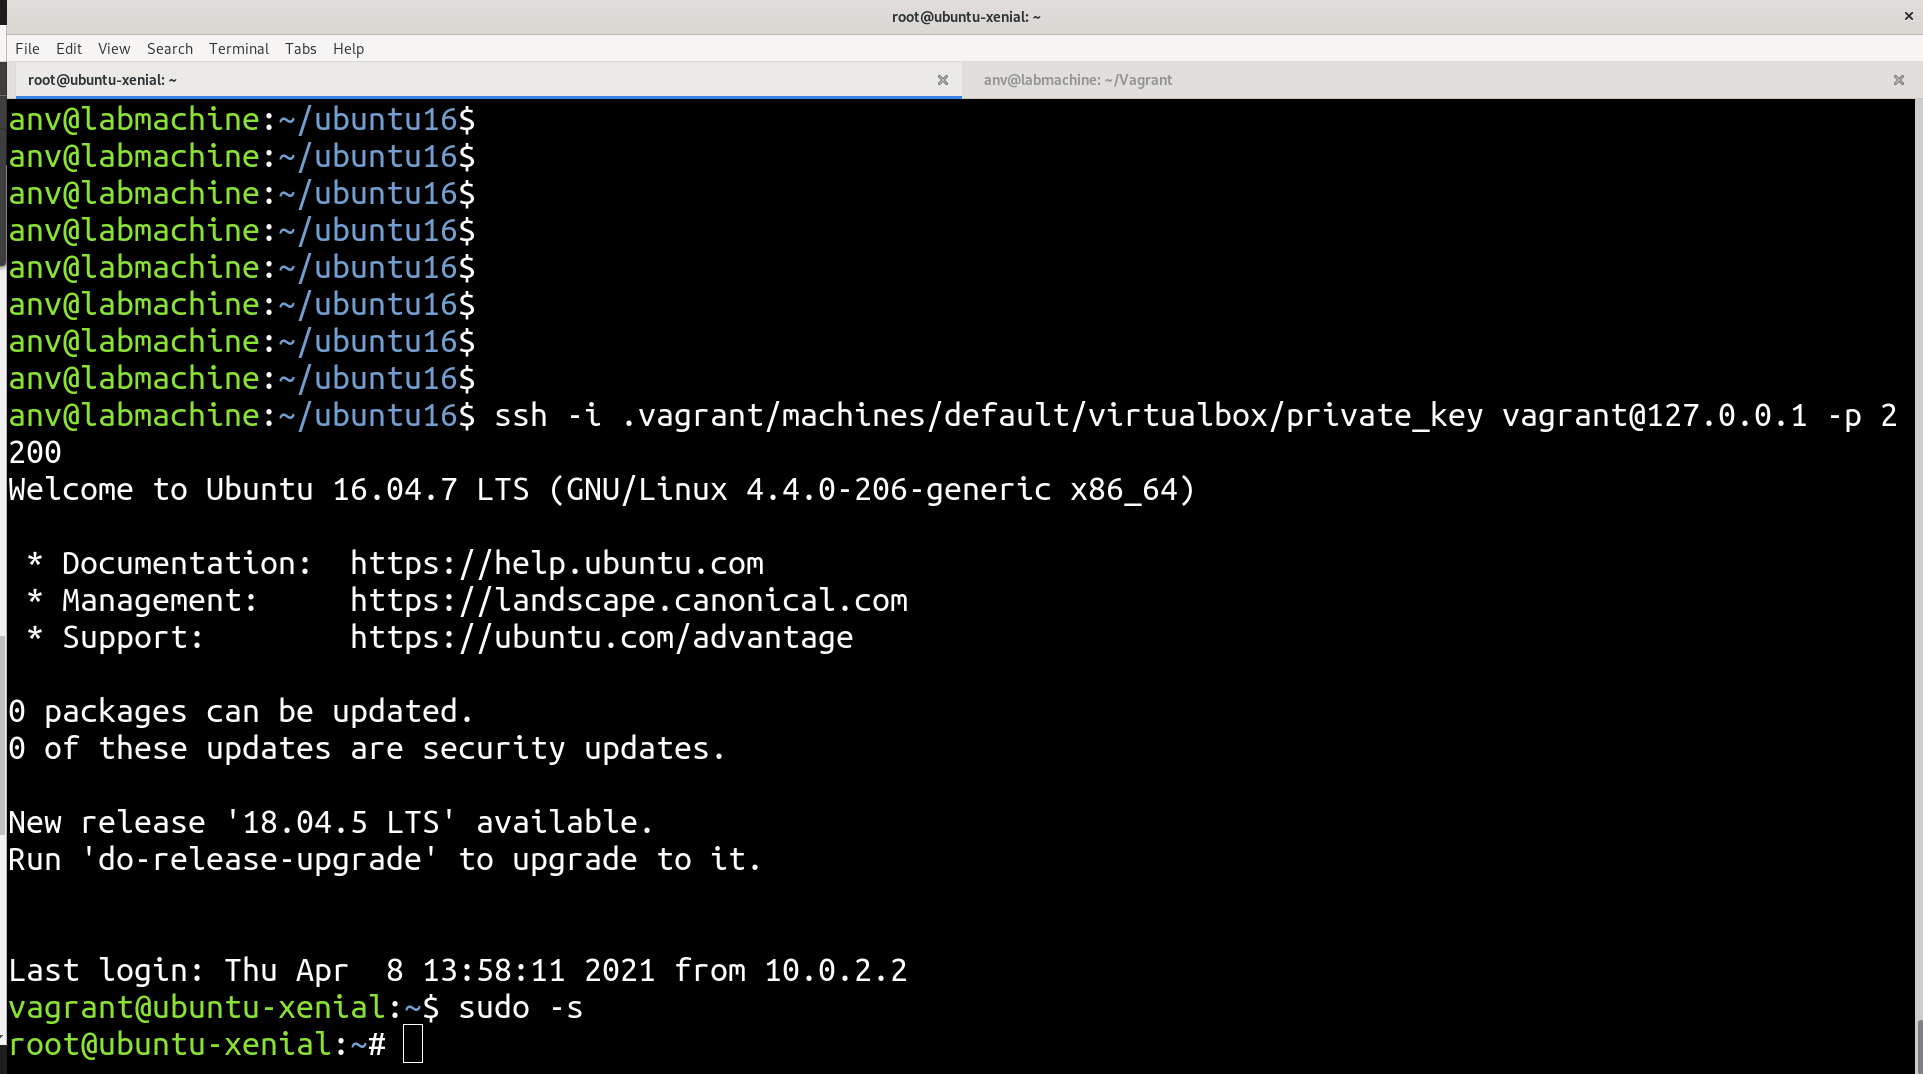 root@ubuntu-xenial: ~
File Edit View Search Terminal Tabs Help
root@ubuntu-xenial: ~
anv@labmachine: ~/Vagrant
anv@labmachine:~/ubuntu16$
anv@labmachine:~/ubuntu16$
anv@labmachine:~/ubuntu16$
anv@labmachine:~/ubuntu16$
anv@labmachine:~/ubuntu16$
anv@labmachine:~/ubuntu16$
anv@labmachine:~/ubuntu16$
anv@labmachine:~/ubuntu16$
anv@labmachine:~/ubuntu16$ ssh -i .vagrant/machines/default/virtualbox/private_key vagrant@127.0.0.1 -p 2
200
Welcome to Ubuntu 16.04.7 LTS (GNU/Linux 4.4.0-206-generic x86_64)
* Documentation:  https://help.ubuntu.com
* Management:     https://landscape.canonical.com
* Support:        https://ubuntu.com/advantage
0 packages can be updated.
0 of these updates are security updates.
New release '18.04.5 LTS' available.
Run 'do-release-upgrade' to upgrade to it.
Last login: Thu Apr  8 13:58:11 2021 from 10.0.2.2
vagrant@ubuntu-xenial:~$ sudo -s
root@ubuntu-xenial:~#